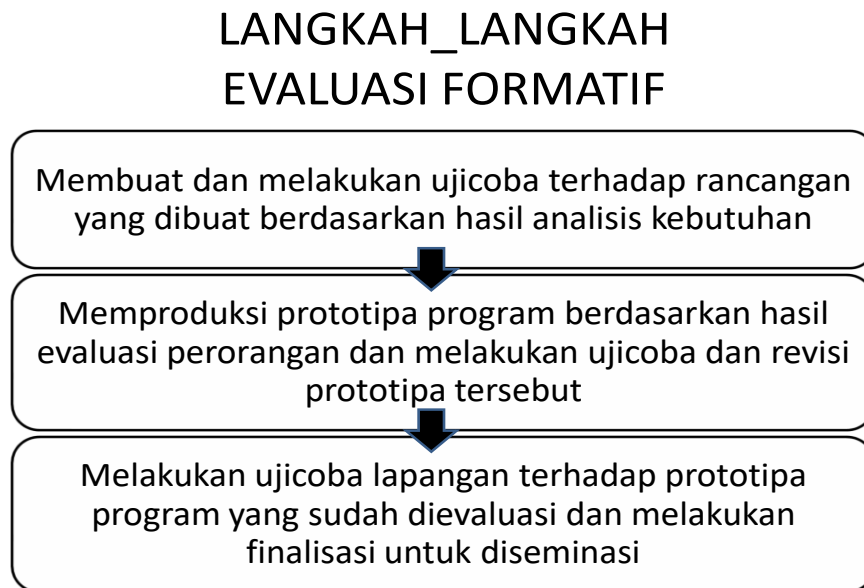 LANGKAH_LANGKAH
EVALUASI FORMATIF
Membuat dan melakukan ujicoba terhadap rancangan
yang dibuat berdasarkan hasil analisis kebutuhan
Memproduksi prototipa program berdasarkan hasil
evaluasi perorangan dan melakukan ujicoba dan revisi
prototipa tersebut
Melakukan ujicoba lapangan terhadap prototipa
program yang sudah dievaluasi dan melakukan
finalisasi untuk diseminasi